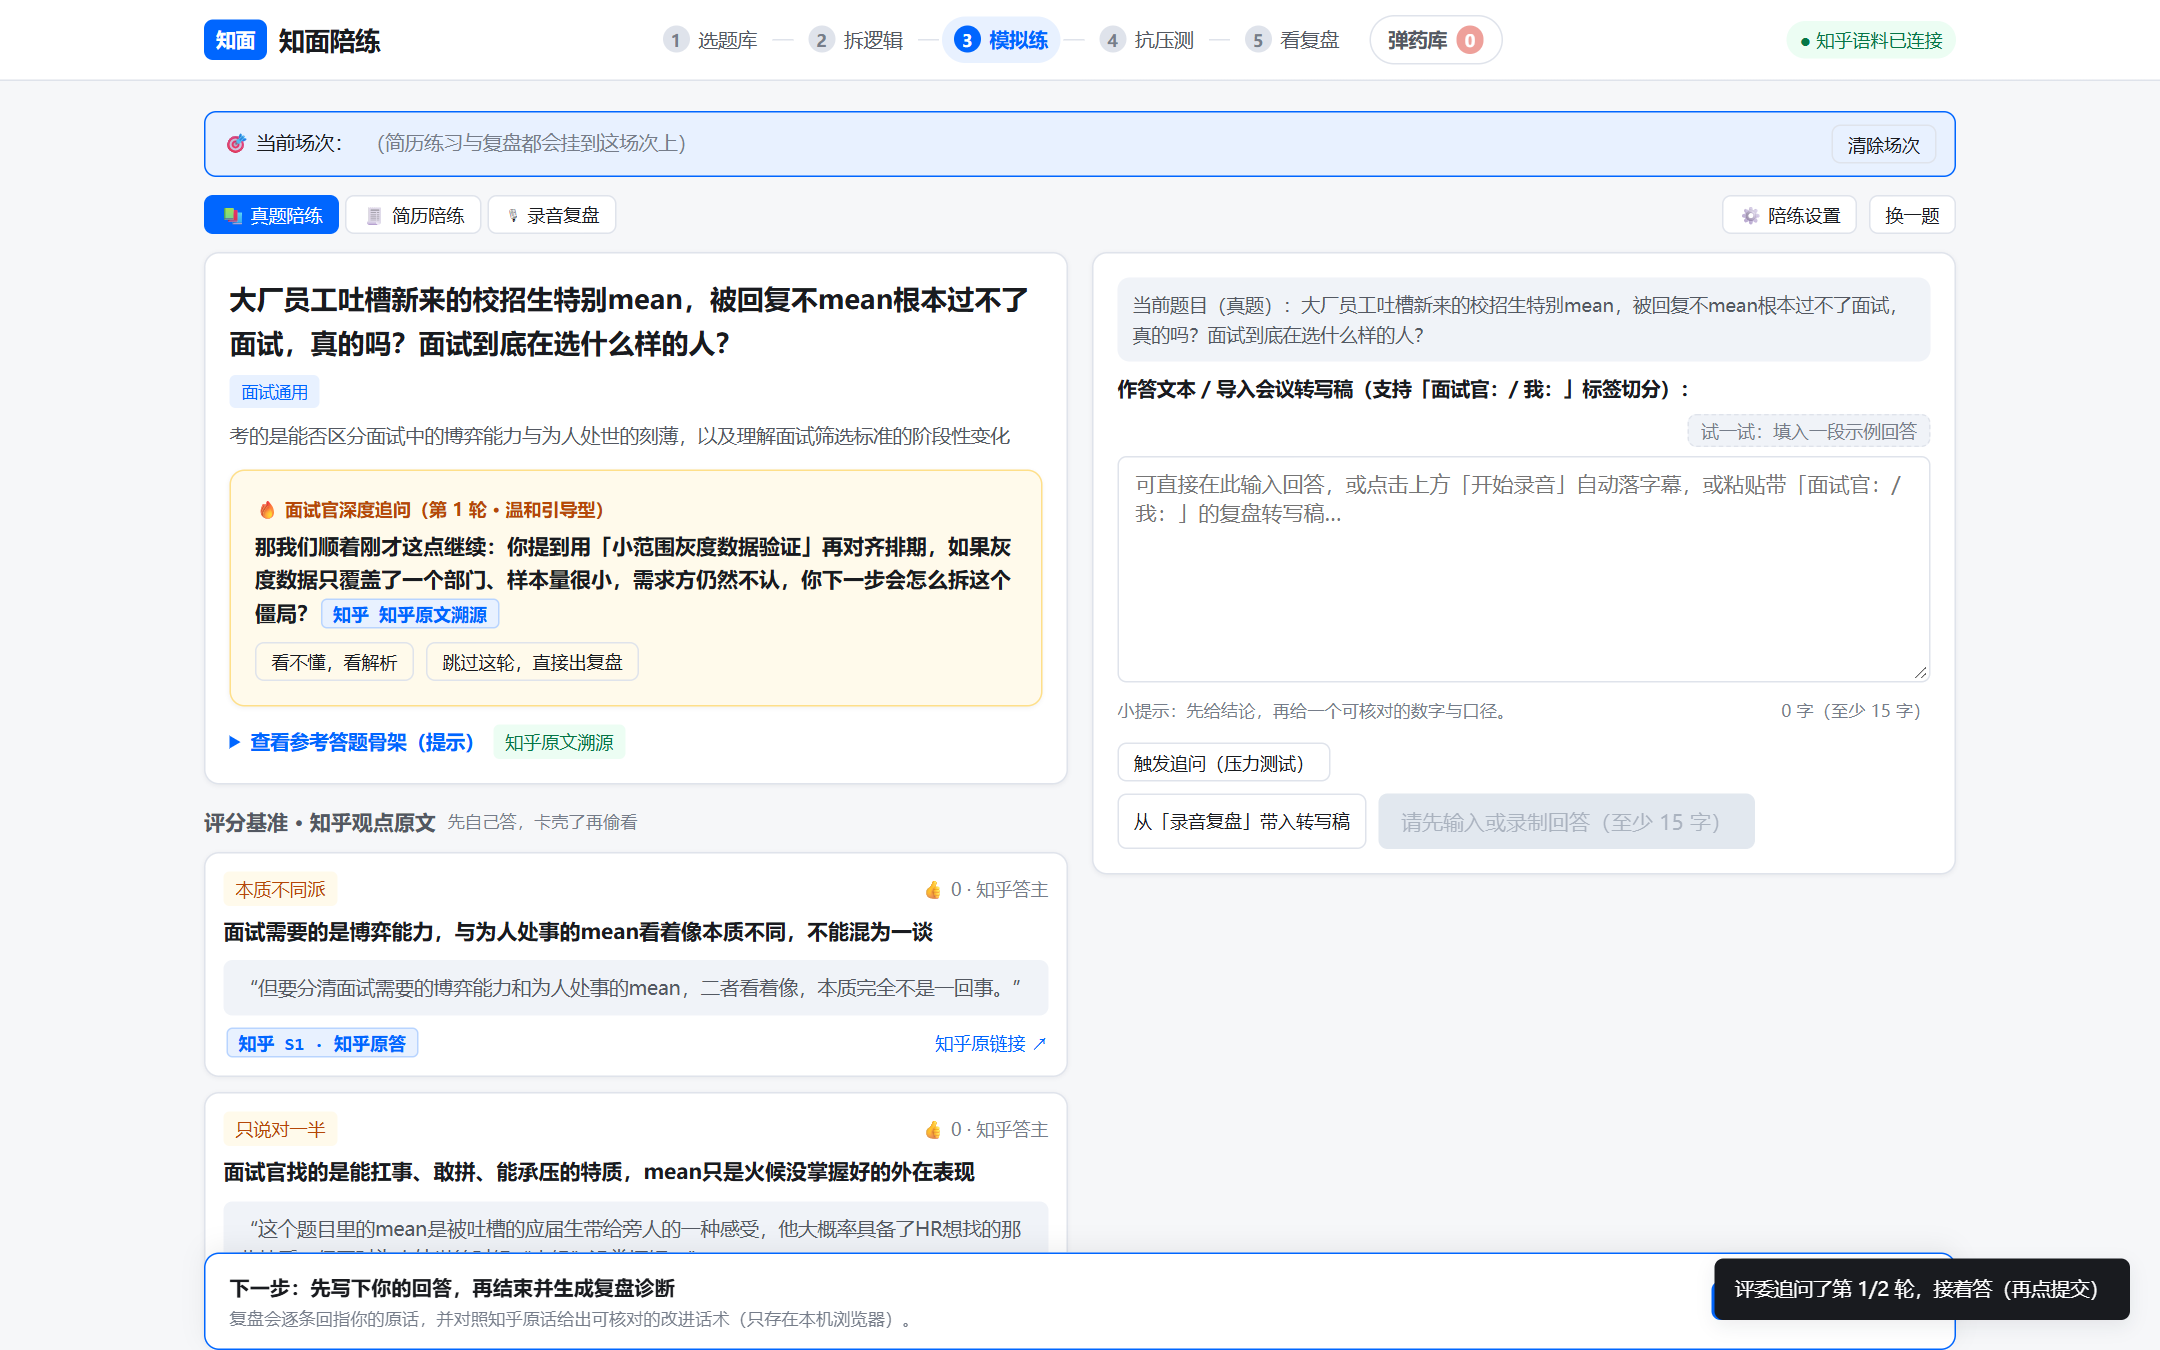 知面 知面陪练
1 选题库 2 拆逻辑 3 模拟练 4 抗压测 5 看复盘 弹药库 0
● 知乎语料已连接
当前场次： （简历练习与复盘都会挂到这场次上）
清除场次
真题陪练 简历陪练 录音复盘
陪练设置 换一题
大厂员工吐槽新来的校招生特别mean，被回复不mean根本过不了
面试，真的吗？面试到底在选什么样的人？
面试通用
考的是能否区分面试中的博弈能力与为人处世的刻薄，以及理解面试筛选标准的阶段性变化
面试官深度追问（第 1 轮 · 温和引导型）
那我们顺着刚才这点继续：你提到用「小范围灰度数据验证」再对齐排期，如果灰
度数据只覆盖了一个部门、样本量很小，需求方仍然不认，你下一步会怎么拆这个
僵局？ 知乎 知乎原文溯源
看不懂，看解析 跳过这轮，直接出复盘
▶ 查看参考答题骨架（提示） 知乎原文溯源
评分基准 · 知乎观点原文 先自己答，卡壳了再偷看
本质不同派
0 · 知乎答主
面试需要的是博弈能力，与为人处事的mean看着像本质不同，不能混为一谈
“但要分清面试需要的博弈能力和为人处事的mean，二者看着像，本质完全不是一回事。”
知乎 S1 · 知乎原答
知乎原链接 ↗
只说对一半
0 · 知乎答主
面试官找的是能扛事、敢拼、能承压的特质，mean只是火候没掌握好的外在表现
“这个题目里的mean是被吐槽的应届生带给旁人的一种感受，他大概率具备了HR想找的那
当前题目（真题）：大厂员工吐槽新来的校招生特别mean，被回复不mean根本过不了面试，
真的吗？面试到底在选什么样的人？
作答文本 / 导入会议转写稿（支持「面试官：/ 我：」标签切分）：
试一试：填入一段示例回答
可直接在此输入回答，或点击上方「开始录音」自动落字幕，或粘贴带「面试官：/
我：」的复盘转写稿...
小提示：先给结论，再给一个可核对的数字与口径。
0 字（至少 15 字）
触发追问（压力测试）
从「录音复盘」带入转写稿 请先输入或录制回答（至少 15 字）
下一步：先写下你的回答，再结束并生成复盘诊断
复盘会逐条回指你的原话，并对照知乎原话给出可核对的改进话术（只存在本机浏览器）。
评委追问了第 1/2 轮，接着答（再点提交）